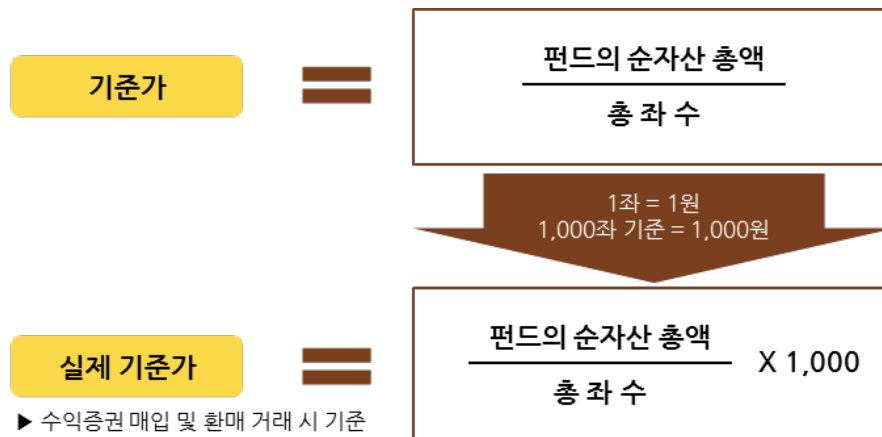 기준가
펀드의 순자산 총액
총 좌 수
1좌 = 1원
1,000좌 기준 = 1,000원
실제 기준가
펀드의 순자산 총액
총 좌 수
X 1,000
▶ 수익증권 매입 및 환매 거래 시 기준